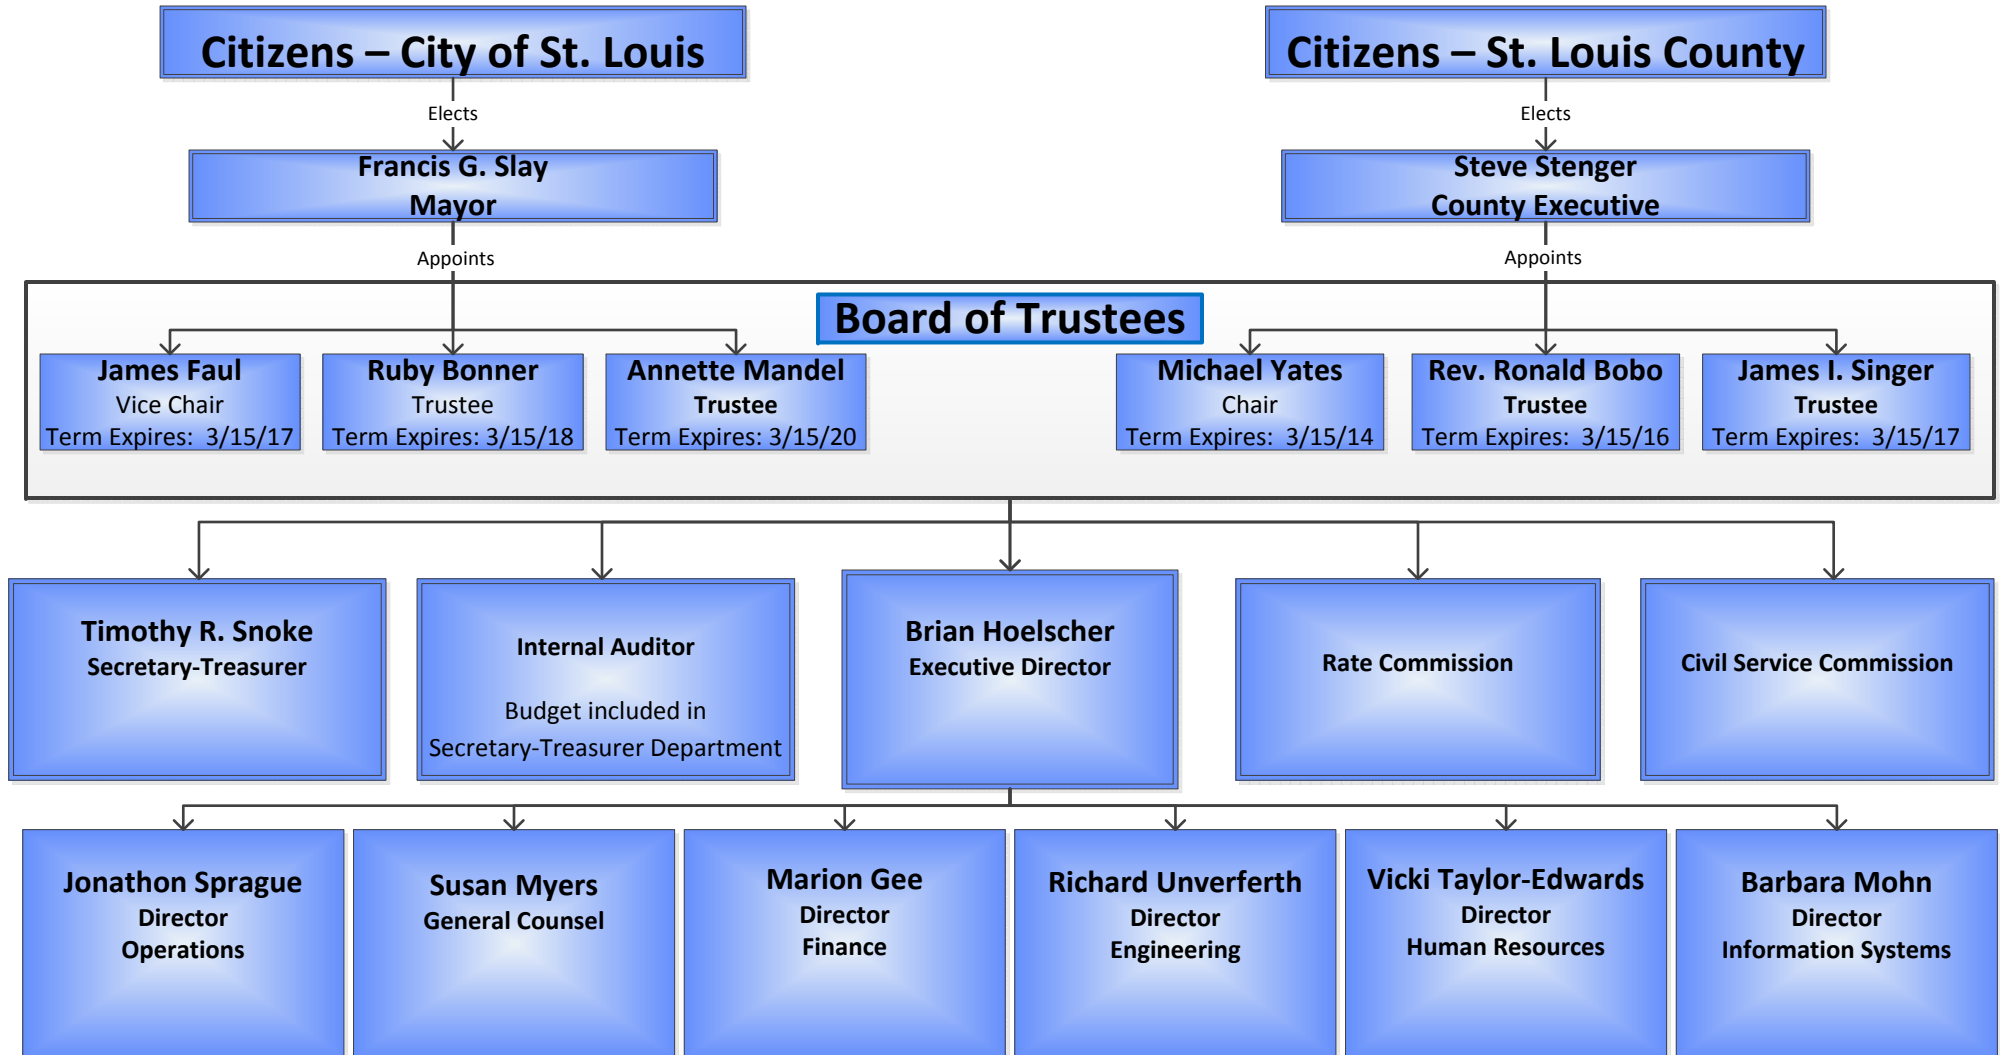 Citizens – City of St. Louis
Citizens – St. Louis County
Elects
Elects
Francis G. Slay
Mayor
Steve Stenger
County Executive
Appoints
Appoints
Board of Trustees
James Faul
Vice Chair
Term Expires:  3/15/17
Ruby Bonner
Trustee
Term Expires: 3/15/18
Annette Mandel
Trustee
Term Expires: 3/15/20
Michael Yates
Chair
Term Expires:  3/15/14
Rev. Ronald Bobo
Trustee
Term Expires:  3/15/16
James I. Singer
Trustee
Term Expires:  3/15/17
Timothy R. Snoke
Secretary-Treasurer
Internal Auditor
Budget included in
Secretary-Treasurer Department
Brian Hoelscher
Executive Director
Rate Commission
Civil Service Commission
Jonathon Sprague
Director
Operations
Susan Myers
General Counsel
Marion Gee
Director
Finance
Richard Unverferth
Director
Engineering
Vicki Taylor-Edwards
Director
Human Resources
Barbara Mohn
Director
Information Systems